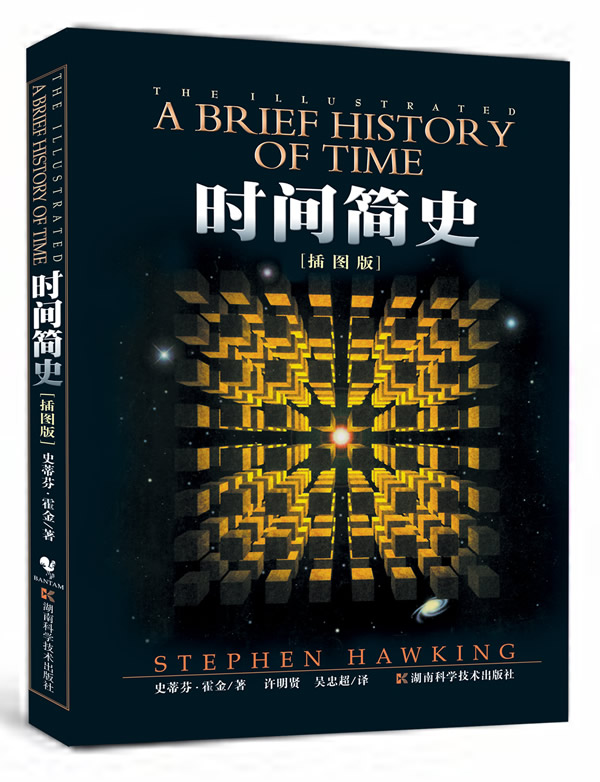 THE ILLUSTRATED
A BRIEF HISTORY
OF TIME
时间简史
[插图版]
STEPHEN HAWKING
史蒂芬·霍金/著 许明贤 吴忠超/译 湖南科学技术出版社
THE ILLUSTRATED
A BRIEF HISTORY OF TIME
时间简史
[插图版]
史蒂芬·霍金/著
BANTAM
湖南科学技术出版社